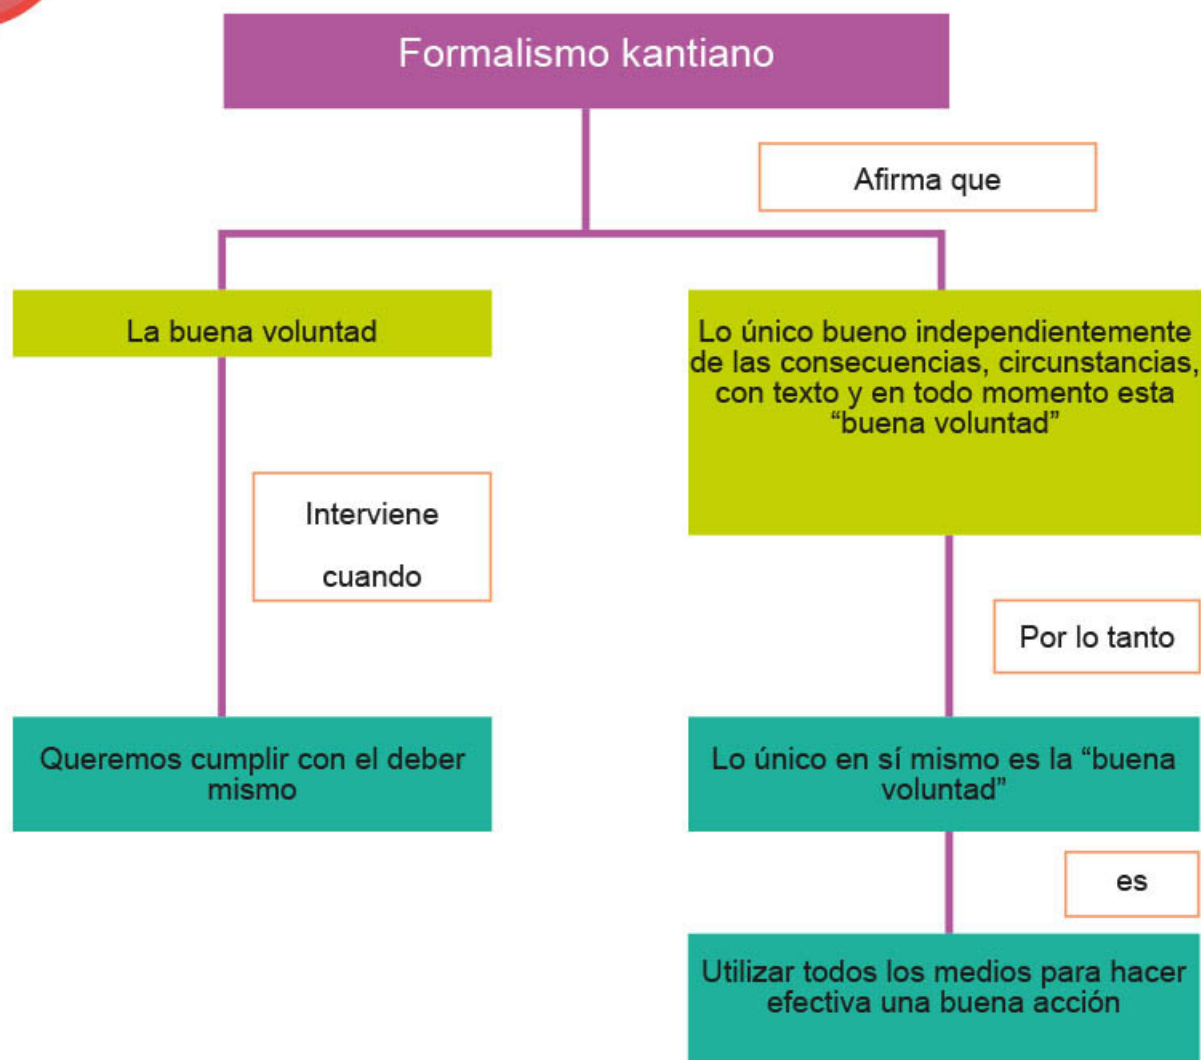 Formalismo kantiano
Afirma que
La buena voluntad
Lo único bueno independientemente
de las consecuencias, circunstancias,
con texto y en todo momento esta
“buena voluntad”
Interviene
cuando
Por lo tanto
Queremos cumplir con el deber
mismo
Lo único en sí mismo es la “buena
voluntad”
es
Utilizar todos los medios para hacer
efectiva una buena acción